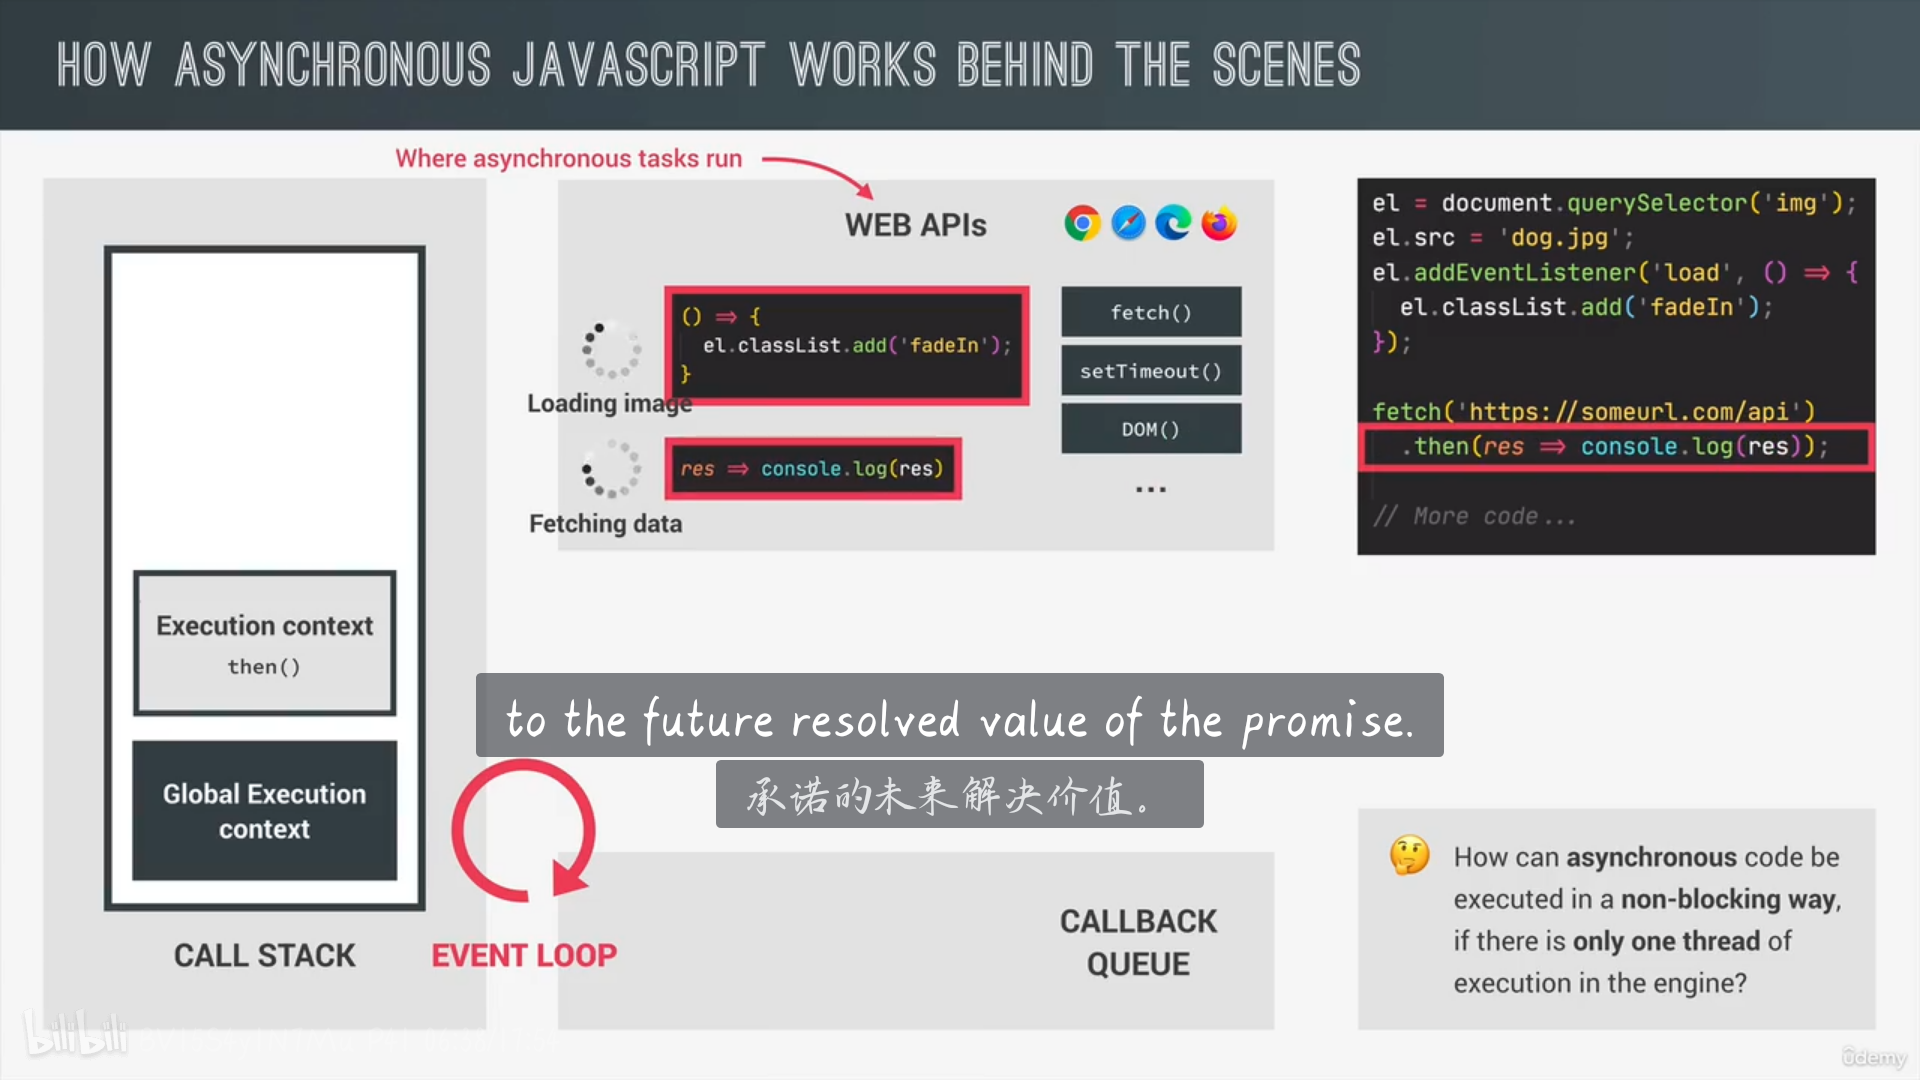 HOW ASYNCHRONOUS JAVASCRIPT WORKS BEHIND THE SCENES
Where asynchronous tasks run
WEB APIs
() => {
el.classList.add('fadeIn');
}
Loading image
res => console.log(res)
Fetching data
fetch()
setTimeout()
DOM()
...
el = document.querySelector('img');
el.src = 'dog.jpg';
el.addEventListener('load', () => {
el.classList.add('fadeIn');
});
fetch('https://someurl.com/api')
.then(res => console.log(res));
// More code...
Execution context
then()
Global Execution
context
CALL STACK
EVENT LOOP
to the future resolved value of the promise.
承诺的未来解决价值。
CALLBACK
QUEUE
How can asynchronous code be
executed in a non-blocking way,
if there is only one thread of
execution in the engine?
bilibili
ûdemy